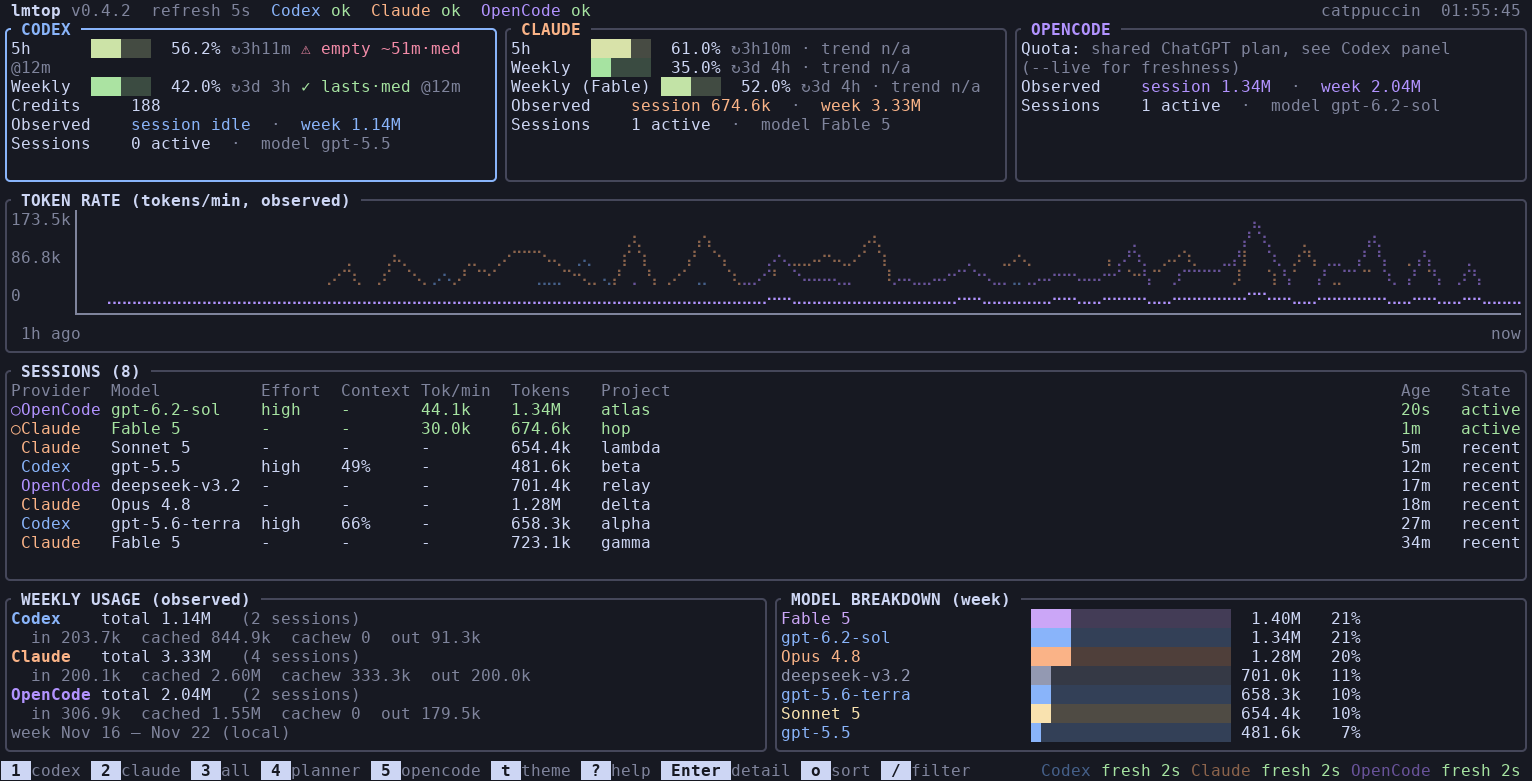 lmtop v0.4.2 refresh 5s Codex ok Claude ok OpenCode ok catppuccin 01:55:45
CODEX
5h 56.2% ↻3h11m ⚠ empty ~51m·med
@12m
Weekly 42.0% ↻3d 3h ✓ lasts·med @12m
Credits 188
Observed session idle · week 1.14M
Sessions 0 active · model gpt-5.5
CLAUDE
5h 61.0% ↻3h10m · trend n/a
Weekly 35.0% ↻3d 4h · trend n/a
Weekly (Fable) 52.0% ↻3d 4h · trend n/a
Observed session 674.6k · week 3.33M
Sessions 1 active · model Fable 5
OPENCODE
Quota: shared ChatGPT plan, see Codex panel
(--live for freshness)
Observed session 1.34M · week 2.04M
Sessions 1 active · model gpt-6.2-sol
TOKEN RATE (tokens/min, observed)
173.5k
86.8k
0
1h ago now
SESSIONS (8)
Provider Model Effort Context Tok/min Tokens Project Age State
○OpenCode gpt-6.2-sol high - 44.1k 1.34M atlas 20s active
○Claude Fable 5 - - 30.0k 674.6k hop 1m active
Claude Sonnet 5 - - - 654.4k lambda 5m recent
Codex gpt-5.5 high 49% - 481.6k beta 12m recent
OpenCode deepseek-v3.2 - - - 701.4k relay 17m recent
Claude Opus 4.8 - - - 1.28M delta 18m recent
Codex gpt-5.6-terra high 66% - 658.3k alpha 27m recent
Claude Fable 5 - - - 723.1k gamma 34m recent
WEEKLY USAGE (observed)
Codex total 1.14M (2 sessions)
in 203.7k cached 844.9k cachew 0 out 91.3k
Claude total 3.33M (4 sessions)
in 200.1k cached 2.60M cachew 333.3k out 200.0k
OpenCode total 2.04M (2 sessions)
in 306.9k cached 1.55M cachew 0 out 179.5k
week Nov 16 — Nov 22 (local)
MODEL BREAKDOWN (week)
Fable 5 1.40M 21%
gpt-6.2-sol 1.34M 21%
Opus 4.8 1.28M 20%
deepseek-v3.2 701.0k 11%
gpt-5.6-terra 658.3k 10%
Sonnet 5 654.4k 10%
gpt-5.5 481.6k 7%
1 codex 2 claude 3 all 4 planner 5 opencode t theme ? help Enter detail o sort / filter Codex fresh 2s Claude fresh 2s OpenCode fresh 2s